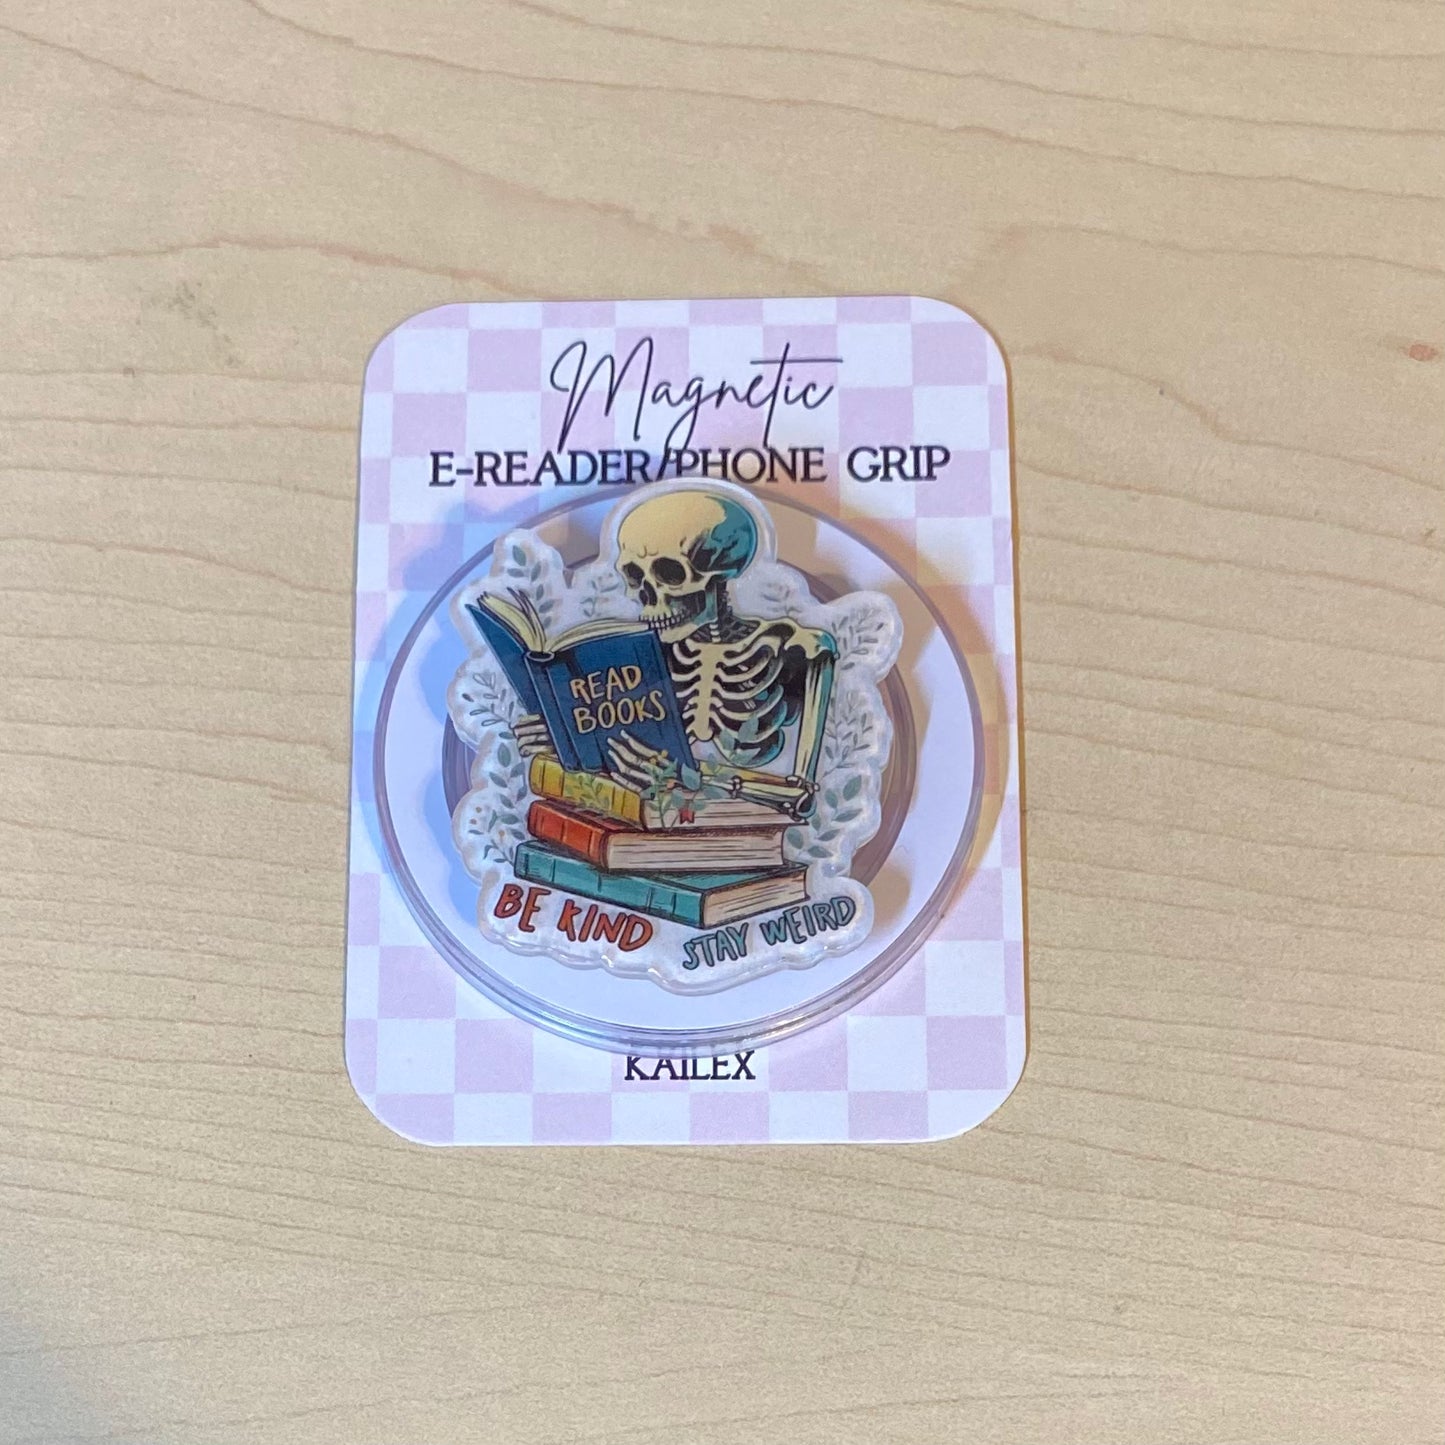 Magnetic
E-READER/PHONE GRIP
READ
BOOKS
BE KIND STAY WEIRD
KAILEX